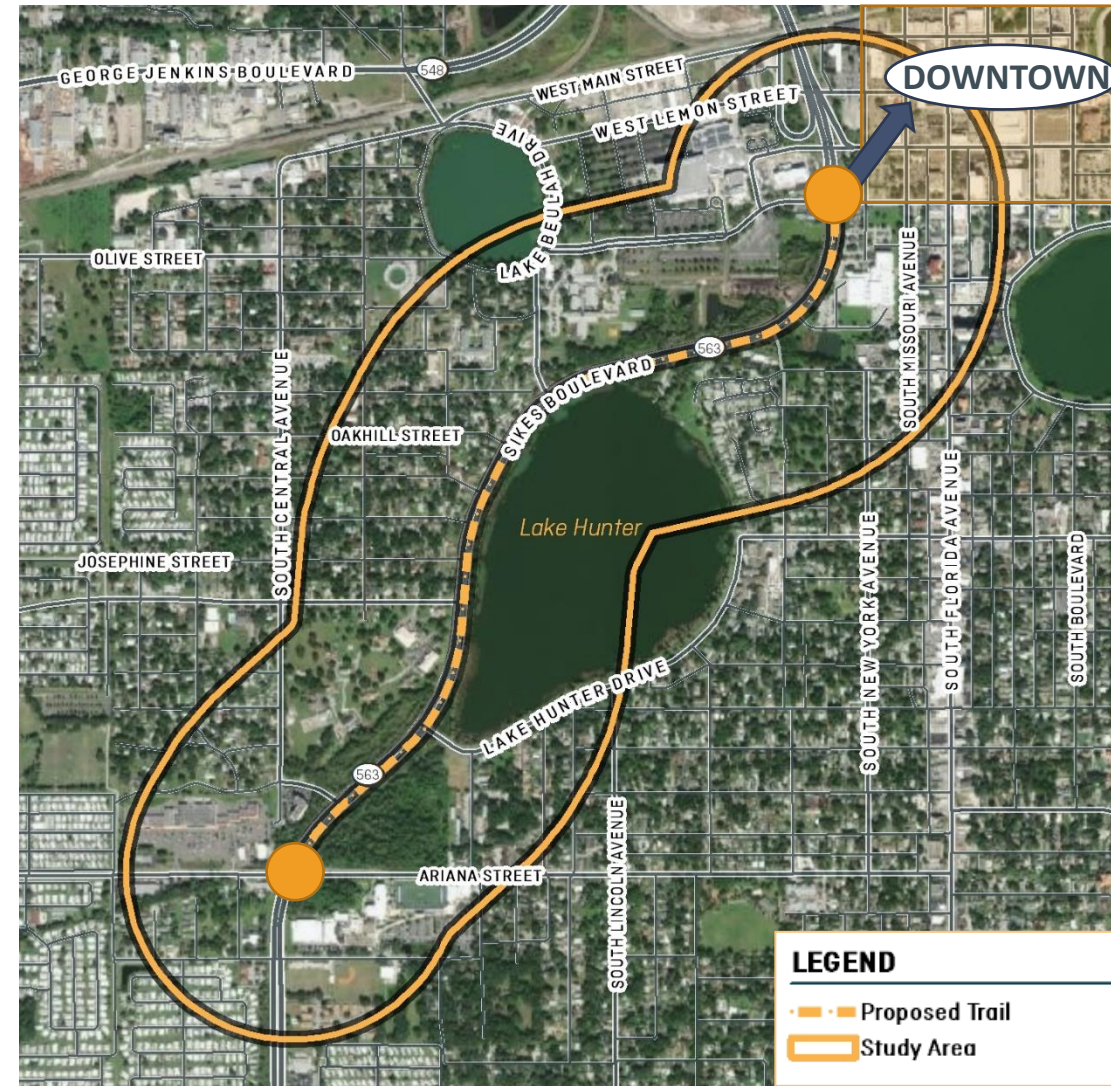 DOWNTOWN
GEORGE JENKINS BOULEVARD
548
WEST MAIN STREET
WEST LEMON STREET
LAKE BEULAH DRIVE
OLIVE STREET
SOUTH MISSOURI AVENUE
563
SIKES BOULEVARD
SOUTH CENTRAL AVENUE
OAKHILL STREET
Lake Hunter
JOSEPHINE STREET
SOUTH NEW YORK AVENUE
SOUTH FLORIDA AVENUE
SOUTH BOULEVARD
LAKE HUNTER DRIVE
563
ARIANA STREET
SOUTH LINCOLN AVENUE
LEGEND
Proposed Trail
Study Area